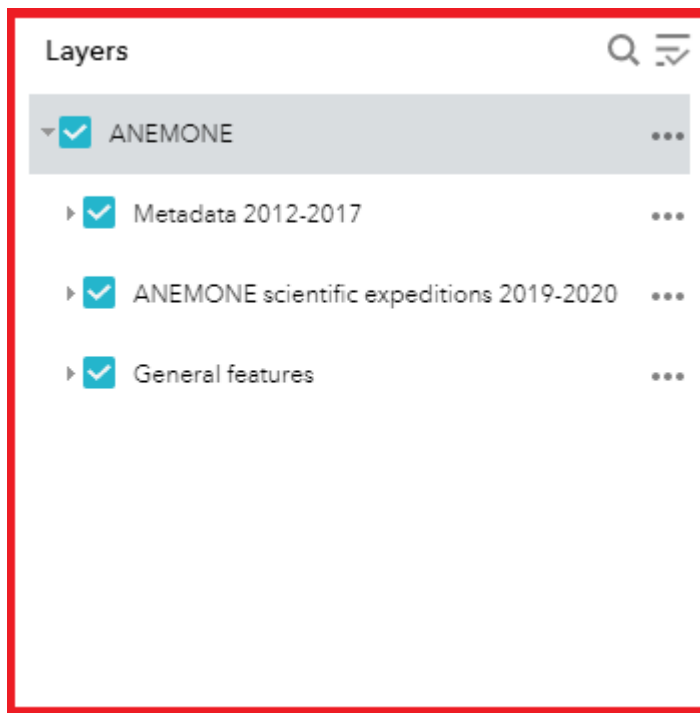 Layers
ANEMONE
Metadata 2012-2017
ANEMONE scientific expeditions 2019-2020
General features